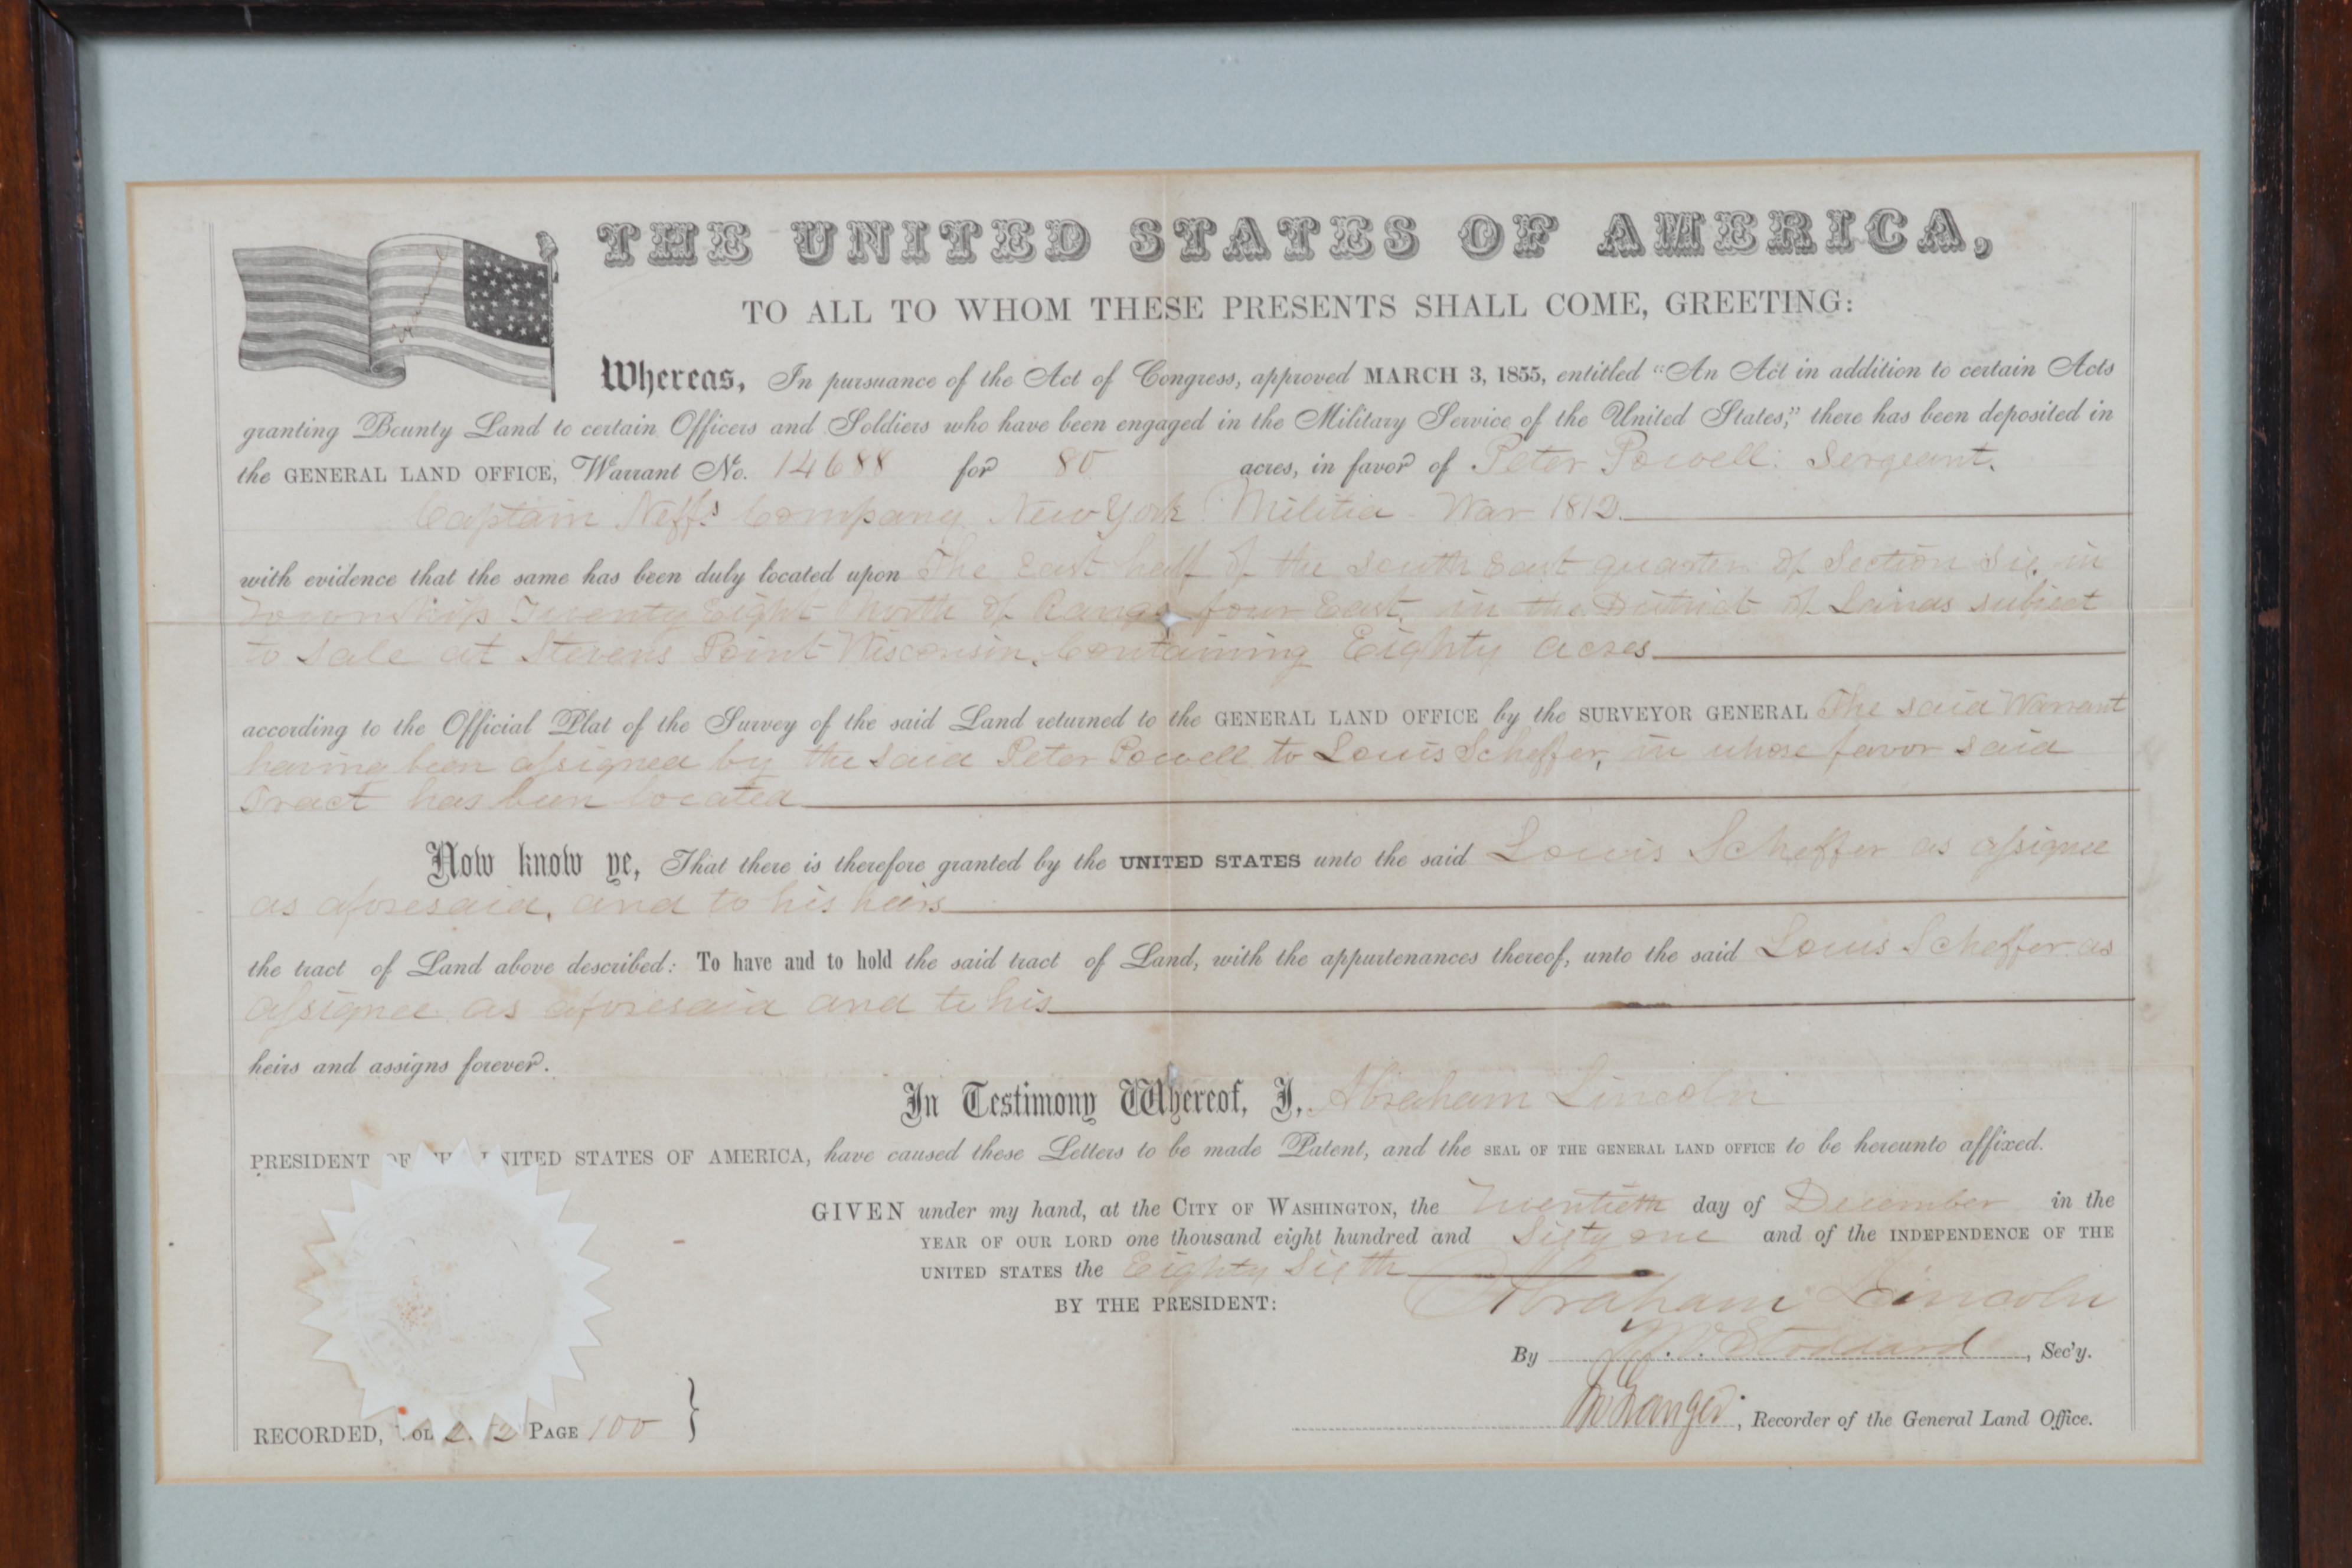 THE UNITED STATES OF AMERICA,
TO ALL TO WHOM THESE PRESENTS SHALL COME, GREETING:
Whereas, In pursuance of the Act of Congress, approved MARCH 3, 1855, entitled "An Act in addition to certain Acts
granting Bounty Land to certain Officers and Soldiers who have been engaged in the Military Service of the United States," there has been deposited in
the GENERAL LAND OFFICE, Warrant No. 14688 for 80 acres, in favor of Peter Powell: Sergeant.
Captain Neff's Company New York Militia War 1812
with evidence that the same has been duly located upon The East half of the South East quarter of Section Six in
Township Twenty Eight North of Range four East, in the District of Lands subject
to Sale at Stevens Point Wisconsin, Containing Eighty acres
according to the Official Plat of the Survey of the said Land returned to the GENERAL LAND OFFICE by the SURVEYOR GENERAL The said Warrant
having been assigned by the said Peter Powell to Louis Scheffer, in whose favor said
Tract has been located
Now know ye, That there is therefore granted by the UNITED STATES unto the said Louis Scheffer as assignee
as aforesaid, and to his heirs
the tract of Land above described: To have and to hold the said tract of Land, with the appurtenances thereof, unto the said Louis Scheffer as
assignee as aforesaid and to his
heirs and assigns forever.
In Testimony Whereof, I, Abraham Lincoln
PRESIDENT OF THE UNITED STATES OF AMERICA, have caused these Letters to be made Patent, and the SEAL OF THE GENERAL LAND OFFICE to be hereunto affixed.
GIVEN under my hand, at the CITY OF WASHINGTON, the Twentieth day of December in the
YEAR OF OUR LORD one thousand eight hundred and Sixty one and of the INDEPENDENCE OF THE
UNITED STATES the Eighty Sixth
BY THE PRESIDENT: Abraham Lincoln
By W. O. Stoddard, Sec'y.
Granger, Recorder of the General Land Office.
RECORDED, Vol PAGE 100